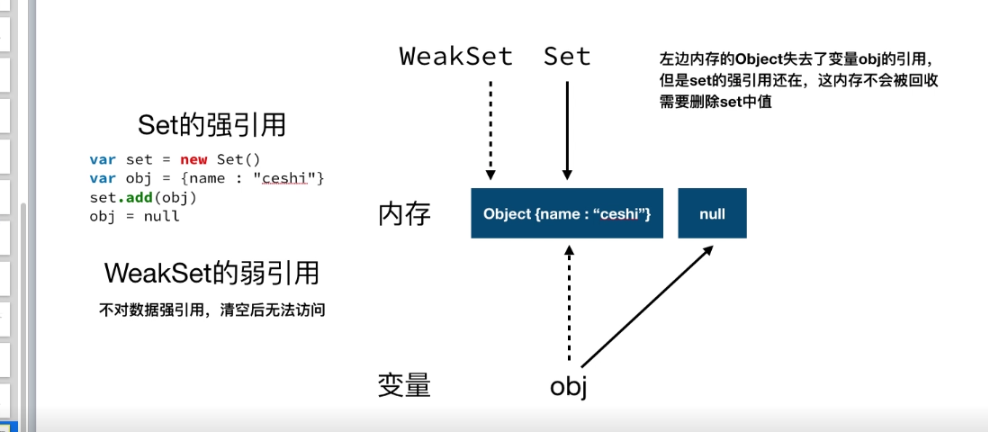 WeakSet Set
左边内存的Object失去了变量obj的引用，
但是set的强引用还在，这内存不会被回收
需要删除set中值
Set的强引用
var set = new Set()
var obj = {name : "ceshi"}
set.add(obj)
obj = null
内存
Object {name : “ceshi”}
null
WeakSet的弱引用
不对数据强引用，清空后无法访问
变量
obj